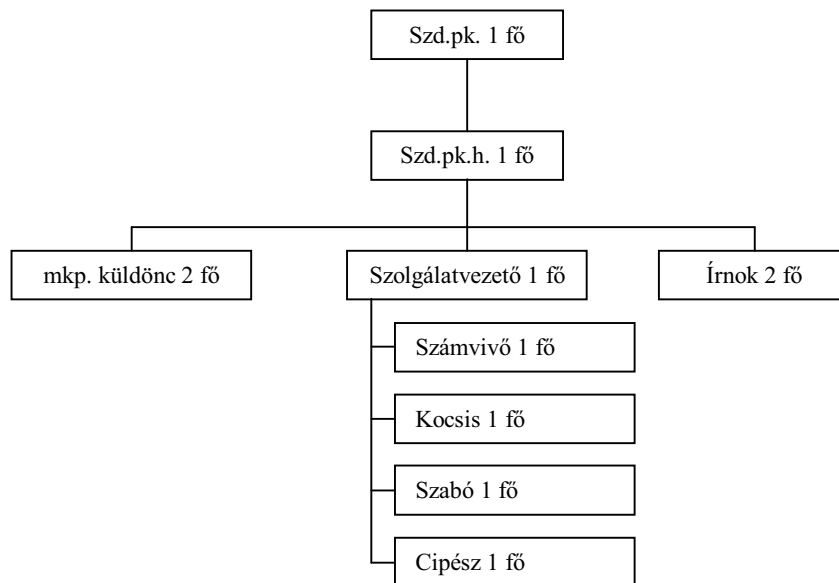 Szd.pk. 1 fő
Szd.pk.h. 1 fő
mkp. küldönc 2 fő
Szolgálatvezető 1 fő
Írnok 2 fő
Számvivő 1 fő
Kocsis 1 fő
Szabó 1 fő
Cipész 1 fő